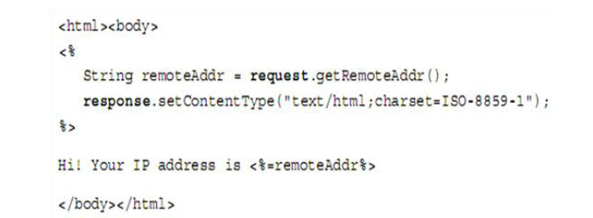 <html><body>
<%
String remoteAddr = request.getRemoteAddr();
response.setContentType("text/html;charset=ISO-8859-1");
%>
Hi! Your IP address is <%=remoteAddr%>
</body></html>